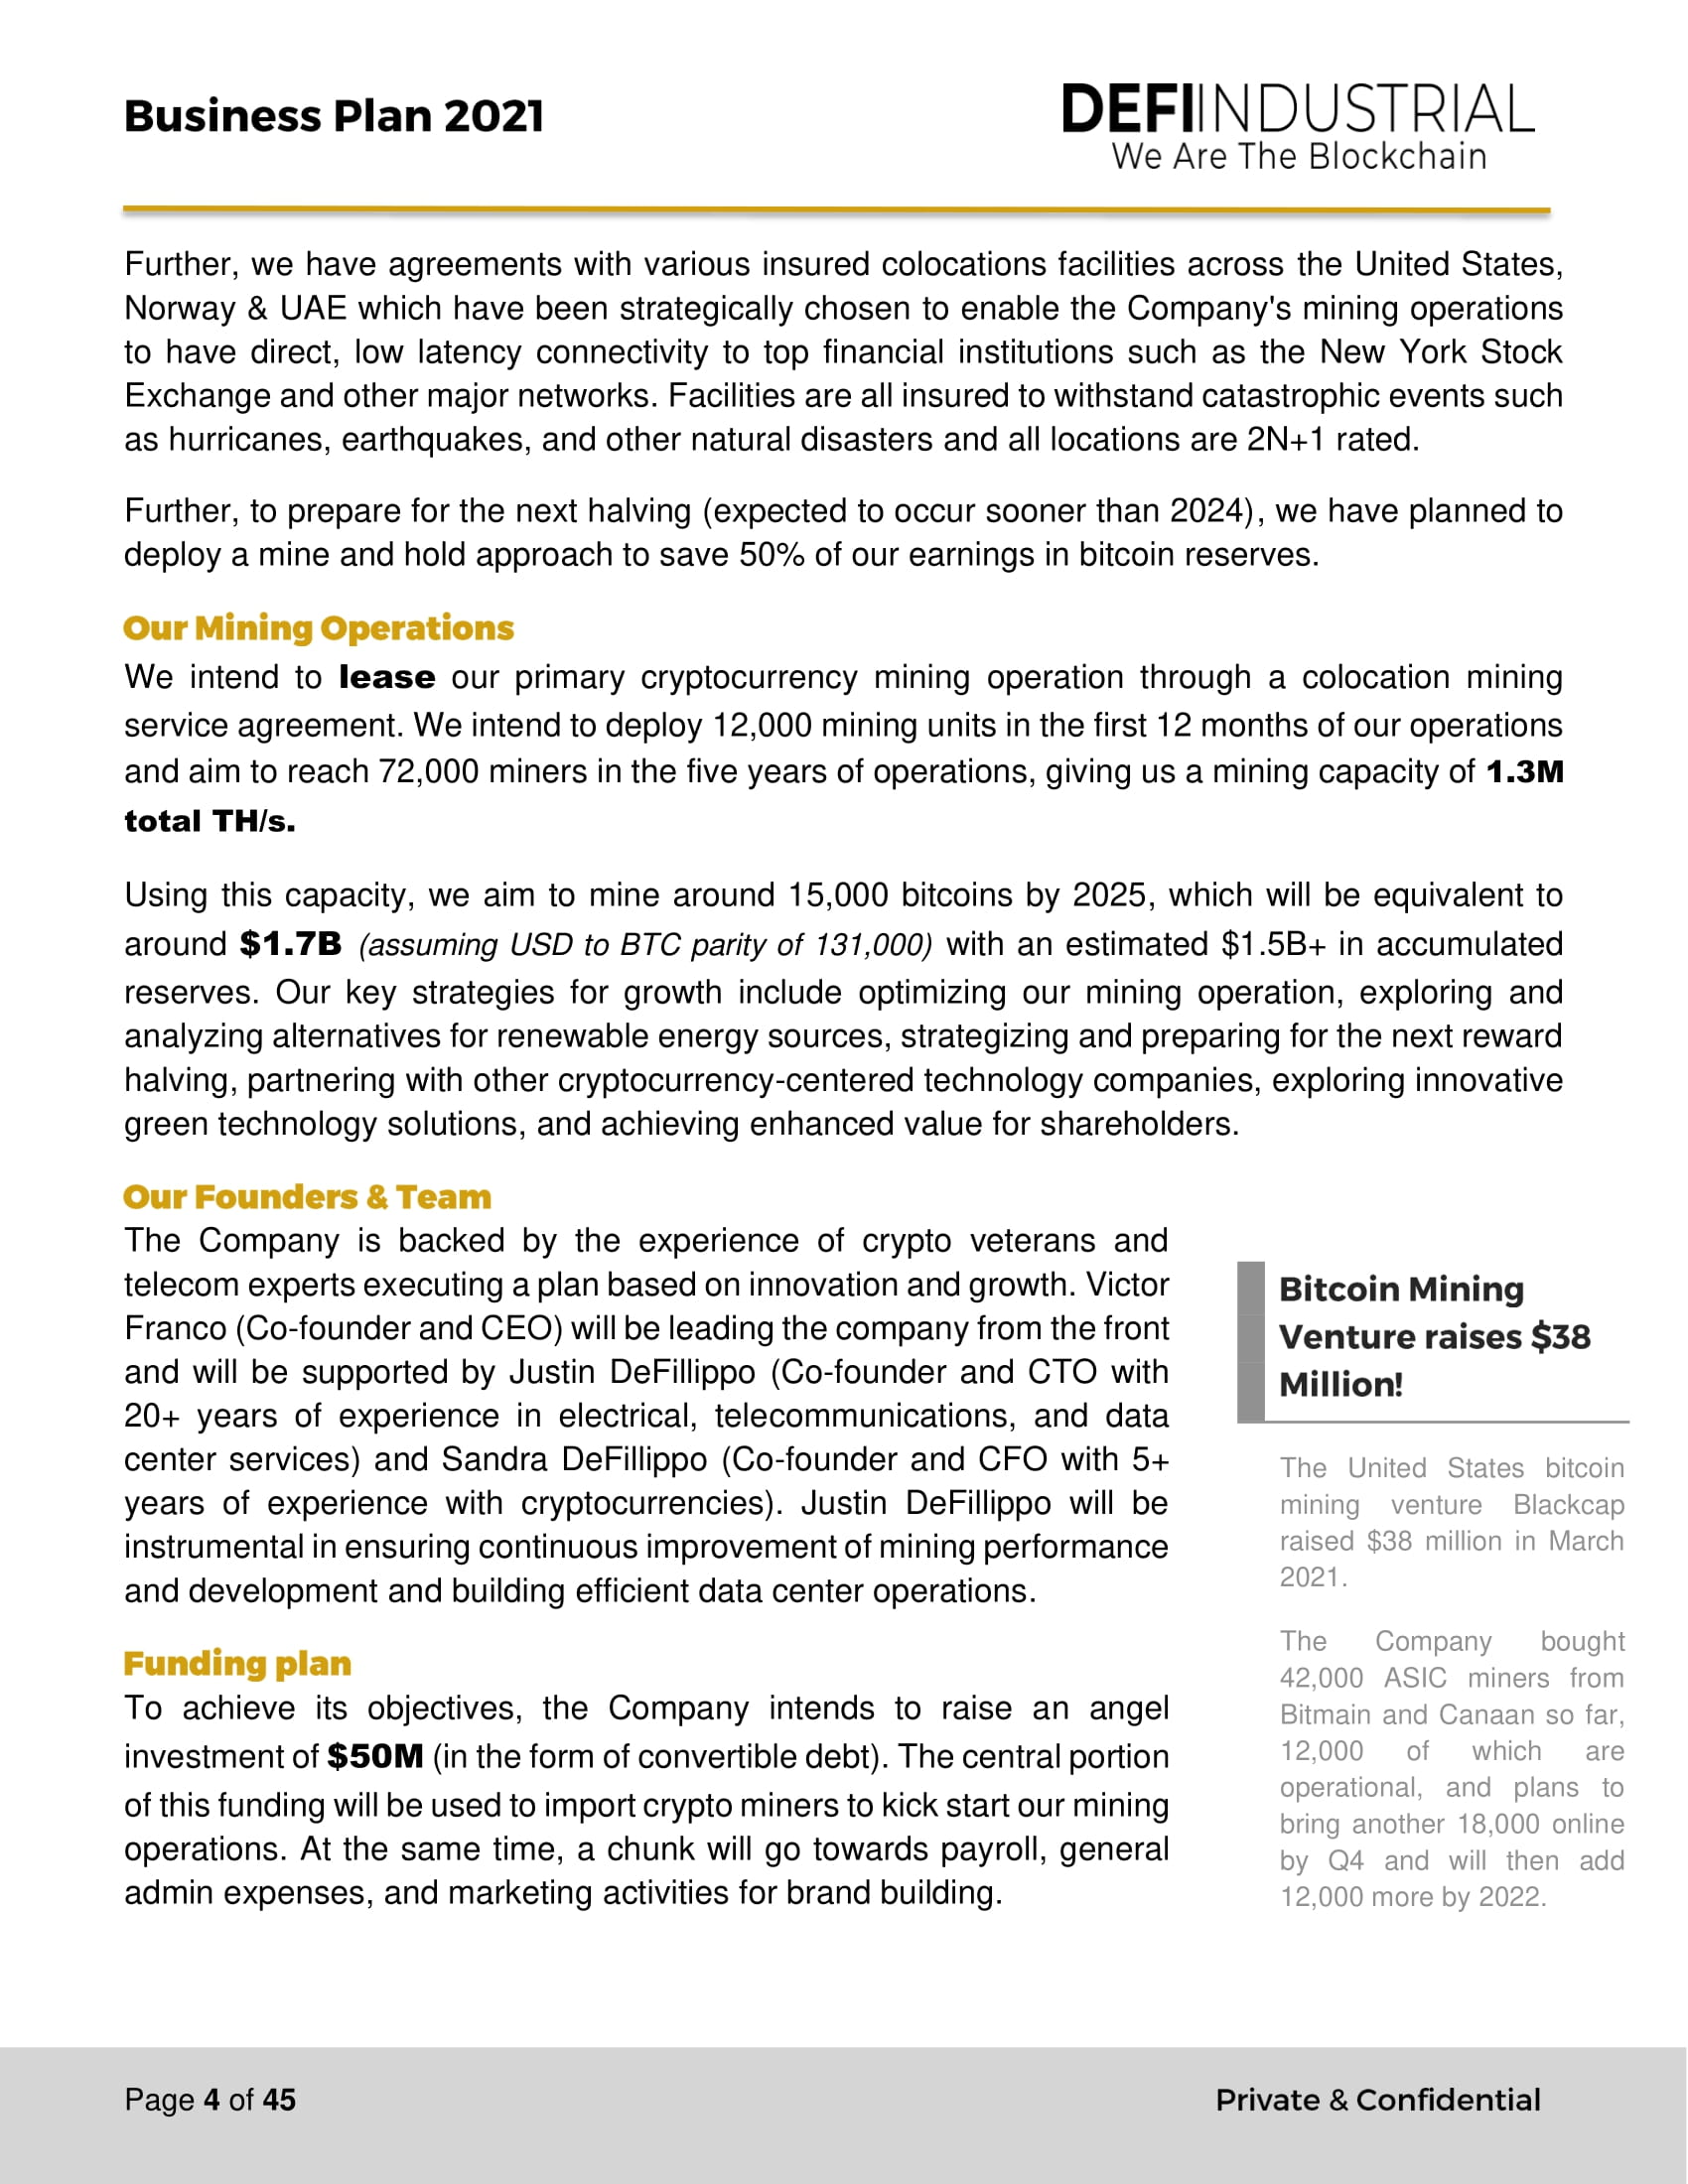 Business Plan 2021
DEFIINDUSTRIAL
We Are The Blockchain
Further, we have agreements with various insured colocations facilities across the United States,
Norway & UAE which have been strategically chosen to enable the Company's mining operations
to have direct, low latency connectivity to top financial institutions such as the New York Stock
Exchange and other major networks. Facilities are all insured to withstand catastrophic events such
as hurricanes, earthquakes, and other natural disasters and all locations are 2N+1 rated.
Further, to prepare for the next halving (expected to occur sooner than 2024), we have planned to
deploy a mine and hold approach to save 50% of our earnings in bitcoin reserves.
Our Mining Operations
We intend to lease our primary cryptocurrency mining operation through a colocation mining
service agreement. We intend to deploy 12,000 mining units in the first 12 months of our operations
and aim to reach 72,000 miners in the five years of operations, giving us a mining capacity of 1.3M
total TH/s.
Using this capacity, we aim to mine around 15,000 bitcoins by 2025, which will be equivalent to
around $1.7B (assuming USD to BTC parity of 131,000) with an estimated $1.5B+ in accumulated
reserves. Our key strategies for growth include optimizing our mining operation, exploring and
analyzing alternatives for renewable energy sources, strategizing and preparing for the next reward
halving, partnering with other cryptocurrency-centered technology companies, exploring innovative
green technology solutions, and achieving enhanced value for shareholders.
Our Founders & Team
The Company is backed by the experience of crypto veterans and
telecom experts executing a plan based on innovation and growth. Victor
Franco (Co-founder and CEO) will be leading the company from the front
and will be supported by Justin DeFillippo (Co-founder and CTO with
20+ years of experience in electrical, telecommunications, and data
center services) and Sandra DeFillippo (Co-founder and CFO with 5+
years of experience with cryptocurrencies). Justin DeFillippo will be
instrumental in ensuring continuous improvement of mining performance
and development and building efficient data center operations.
Funding plan
To achieve its objectives, the Company intends to raise an angel
investment of $50M (in the form of convertible debt). The central portion
of this funding will be used to import crypto miners to kick start our mining
operations. At the same time, a chunk will go towards payroll, general
admin expenses, and marketing activities for brand building.
Bitcoin Mining
Venture raises $38
Million!
The United States bitcoin
mining venture Blackcap
raised $38 million in March
2021.
The Company bought
42,000 ASIC miners from
Bitmain and Canaan so far,
12,000 of which are
operational, and plans to
bring another 18,000 online
by Q4 and will then add
12,000 more by 2022.
Page 4 of 45
Private & Confidential